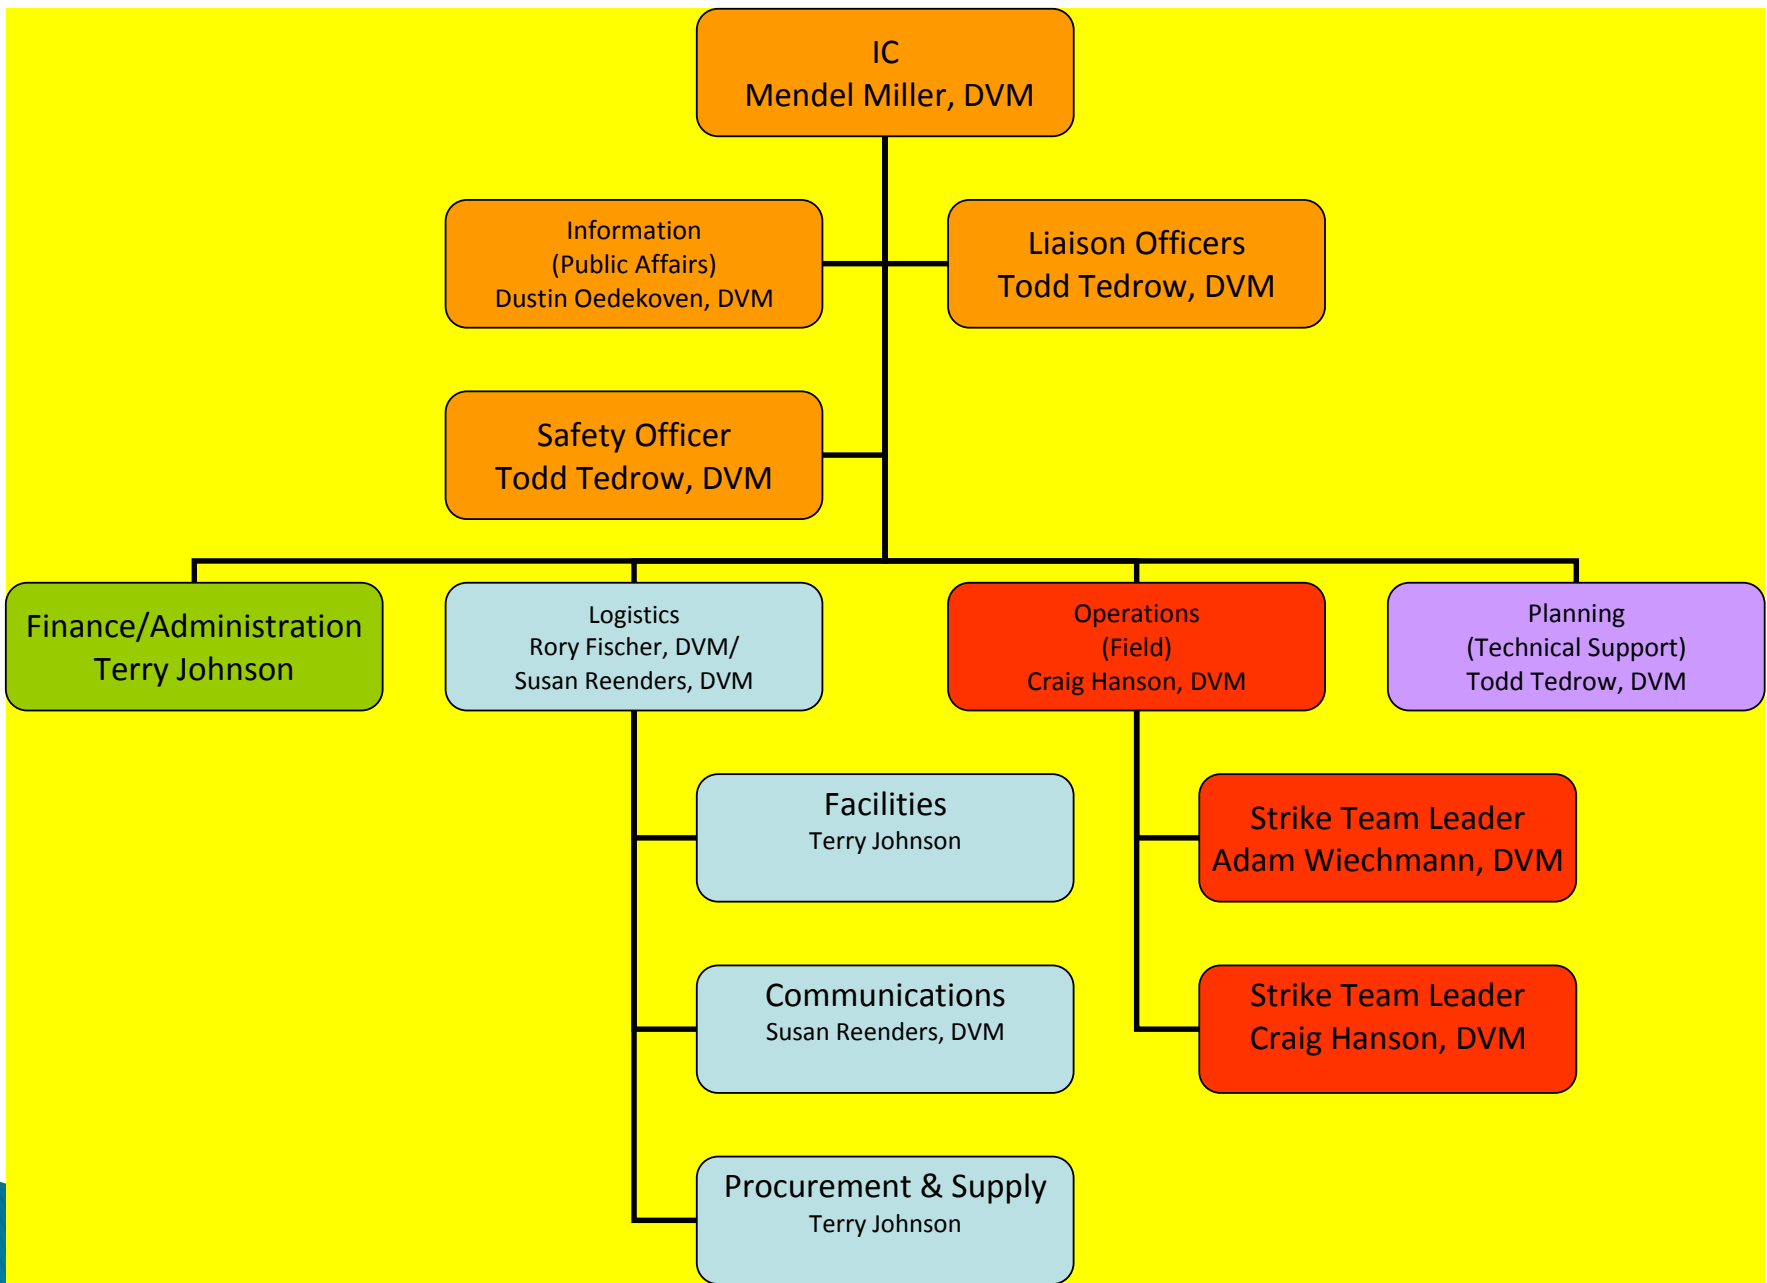 IC
Mendel Miller, DVM
Information
(Public Affairs)
Dustin Oedekoven, DVM
Liaison Officers
Todd Tedrow, DVM
Safety Officer
Todd Tedrow, DVM
Finance/Administration
Terry Johnson
Logistics
Rory Fischer, DVM/
Susan Reenders, DVM
Operations
(Field)
Craig Hanson, DVM
Planning
(Technical Support)
Todd Tedrow, DVM
Facilities
Terry Johnson
Strike Team Leader
Adam Wiechmann, DVM
Communications
Susan Reenders, DVM
Strike Team Leader
Craig Hanson, DVM
Procurement & Supply
Terry Johnson